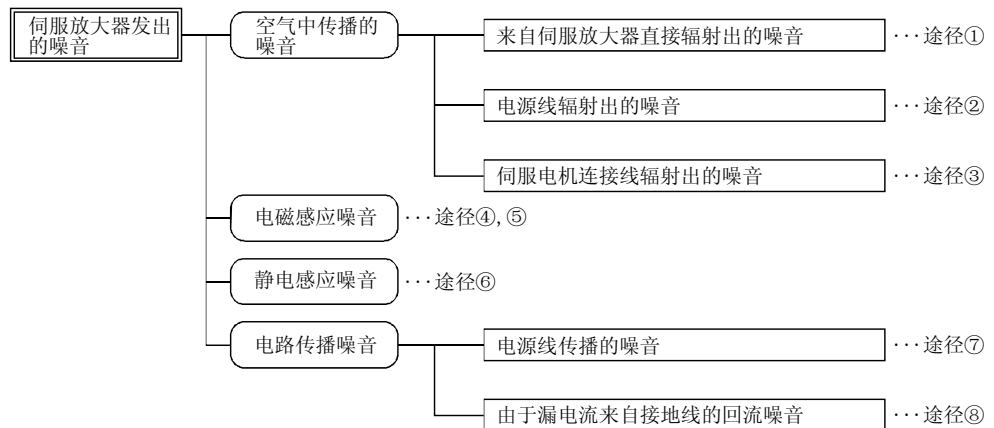 伺服放大器发出
的噪音
空气中传播的
噪音
来自伺服放大器直接辐射出的噪音
···途径①
电源线辐射出的噪音
···途径②
伺服电机连接线辐射出的噪音
···途径③
电磁感应噪音
···途径④,⑤
静电感应噪音
···途径⑥
电路传播噪音
电源线传播的噪音
···途径⑦
由于漏电流来自接地线的回流噪音
···途径⑧